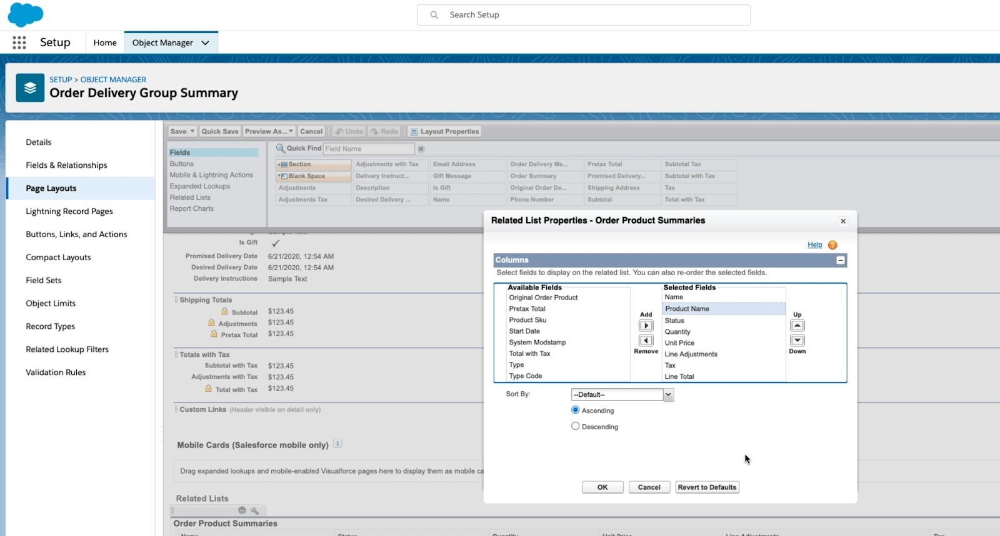 Search Setup
Setup
Home
Object Manager
SETUP > OBJECT MANAGER
Order Delivery Group Summary
Details
Fields & Relationships
Page Layouts
Lightning Record Pages
Buttons, Links, and Actions
Compact Layouts
Field Sets
Object Limits
Record Types
Related Lookup Filters
Validation Rules
Save Quick Save Preview As... Cancel Undo Redo Layout Properties
Fields
Buttons
Mobile & Lightning Actions
Expanded Lookups
Related Lists
Report Charts
Quick Find Field Name
Section Adjustments with Tax Email Address Order Delivery Me... Pretax Total Subtotal Tax
Blank Space Delivery Instruct... Gift Message Order Summary Promised Delivery... Subtotal with Tax
Adjustments Description Is Gift Original Order De... Shipping Address Tax
Adjustments Tax Desired Delivery ... Name Phone Number Subtotal Total with Tax
Is Gift
Promised Delivery Date 6/21/2020, 12:54 AM
Desired Delivery Date 6/21/2020, 12:54 AM
Delivery Instructions Sample Text
Shipping Totals
Subtotal $123.45
Adjustments $123.45
Pretax Total $123.45
Totals with Tax
Subtotal with Tax $123.45
Adjustments with Tax $123.45
Total with Tax $123.45
Custom Links (Header visible on detail only)
Mobile Cards (Salesforce mobile only) i
Drag expanded lookups and mobile-enabled Visualforce pages here to display them as mobile ca
Related Lists
Order Product Summaries
Related List Properties - Order Product Summaries
Help ?
Columns
Select fields to display on the related list. You can also re-order the selected fields.
Available Fields
Original Order Product
Pretax Total
Product Sku
Start Date
System Modstamp
Total with Tax
Type
Type Code
Add
Remove
Selected Fields
Name
Product Name
Status
Quantity
Unit Price
Line Adjustments
Tax
Line Total
Up
Down
Sort By: --Default--
Ascending
Descending
OK Cancel Revert to Defaults